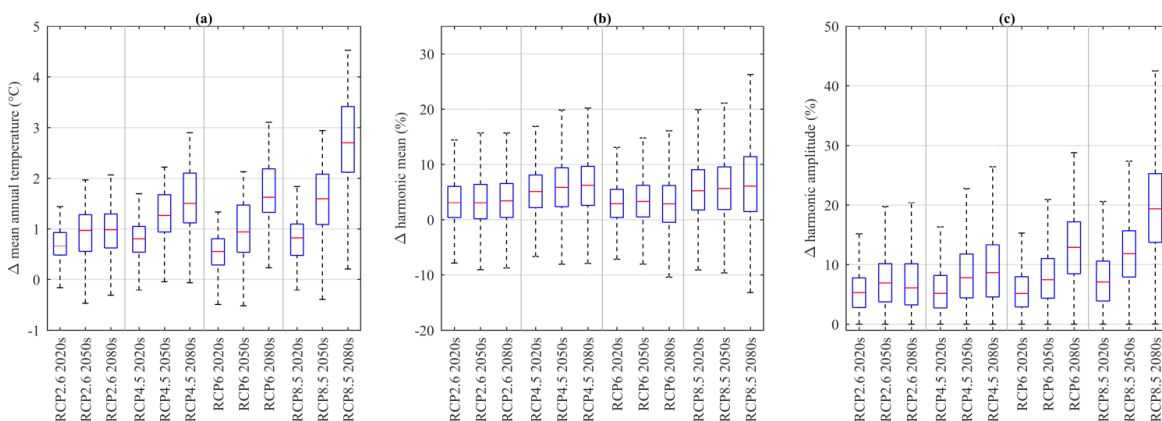 (a)
Δ mean annual temperature (°C)
5
4
3
2
1
0
-1
RCP2.6 2020s
RCP2.6 2050s
RCP2.6 2080s
RCP4.5 2020s
RCP4.5 2050s
RCP4.5 2080s
RCP6 2020s
RCP6 2050s
RCP6 2080s
RCP8.5 2020s
RCP8.5 2050s
RCP8.5 2080s
(b)
Δ harmonic mean (%)
30
20
10
0
-10
-20
RCP2.6 2020s
RCP2.6 2050s
RCP2.6 2080s
RCP4.5 2020s
RCP4.5 2050s
RCP4.5 2080s
RCP6 2020s
RCP6 2050s
RCP6 2080s
RCP8.5 2020s
RCP8.5 2050s
RCP8.5 2080s
(c)
Δ harmonic amplitude (%)
50
40
30
20
10
0
RCP2.6 2020s
RCP2.6 2050s
RCP2.6 2080s
RCP4.5 2020s
RCP4.5 2050s
RCP4.5 2080s
RCP6 2020s
RCP6 2050s
RCP6 2080s
RCP8.5 2020s
RCP8.5 2050s
RCP8.5 2080s